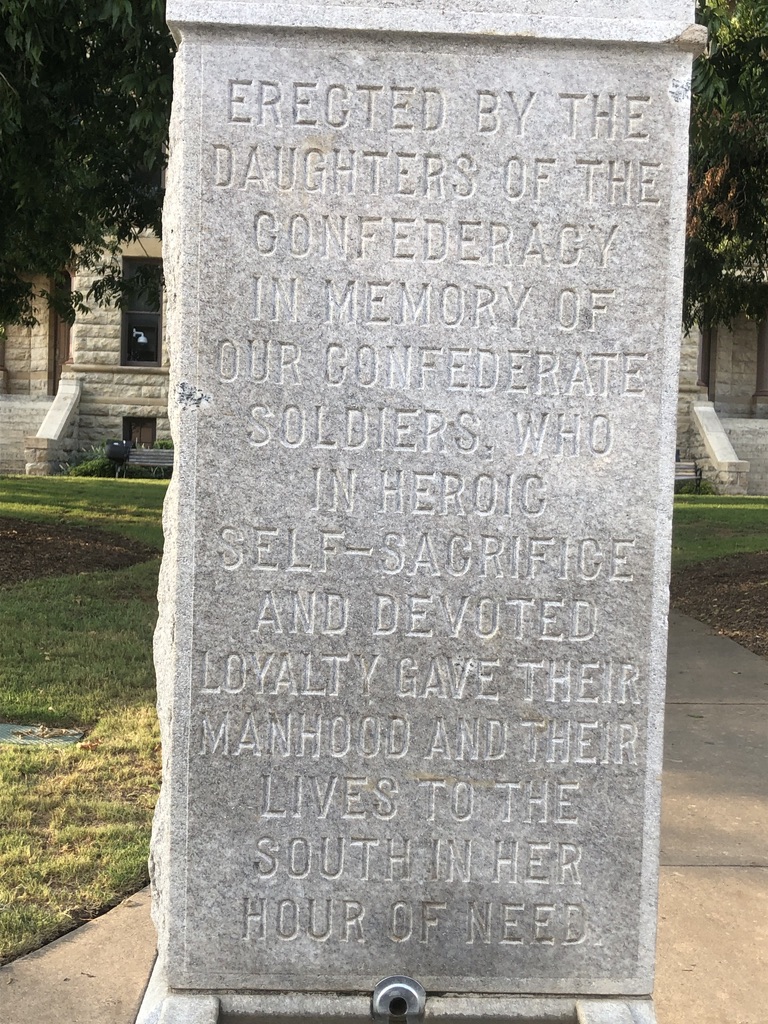 ERECTED BY THE
DAUGHTERS OF THE
CONFEDERACY
IN MEMORY OF
OUR CONFEDERATE
SOLDIERS, WHO
IN HEROIC
SELF-SACRIFICE
AND DEVOTED
LOYALTY GAVE THEIR
MANHOOD AND THEIR
LIVES TO THE
SOUTH IN HER
HOUR OF NEED.